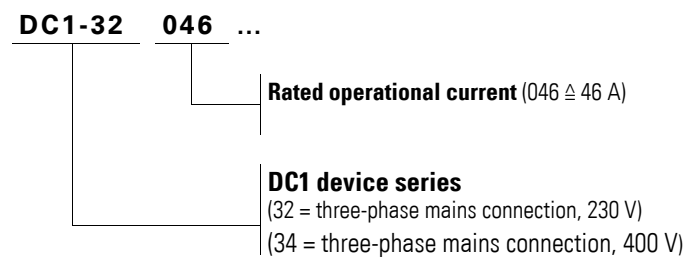 DC1-32 046 ...
Rated operational current (046 ≙ 46 A)
DC1 device series
(32 = three-phase mains connection, 230 V)
(34 = three-phase mains connection, 400 V)